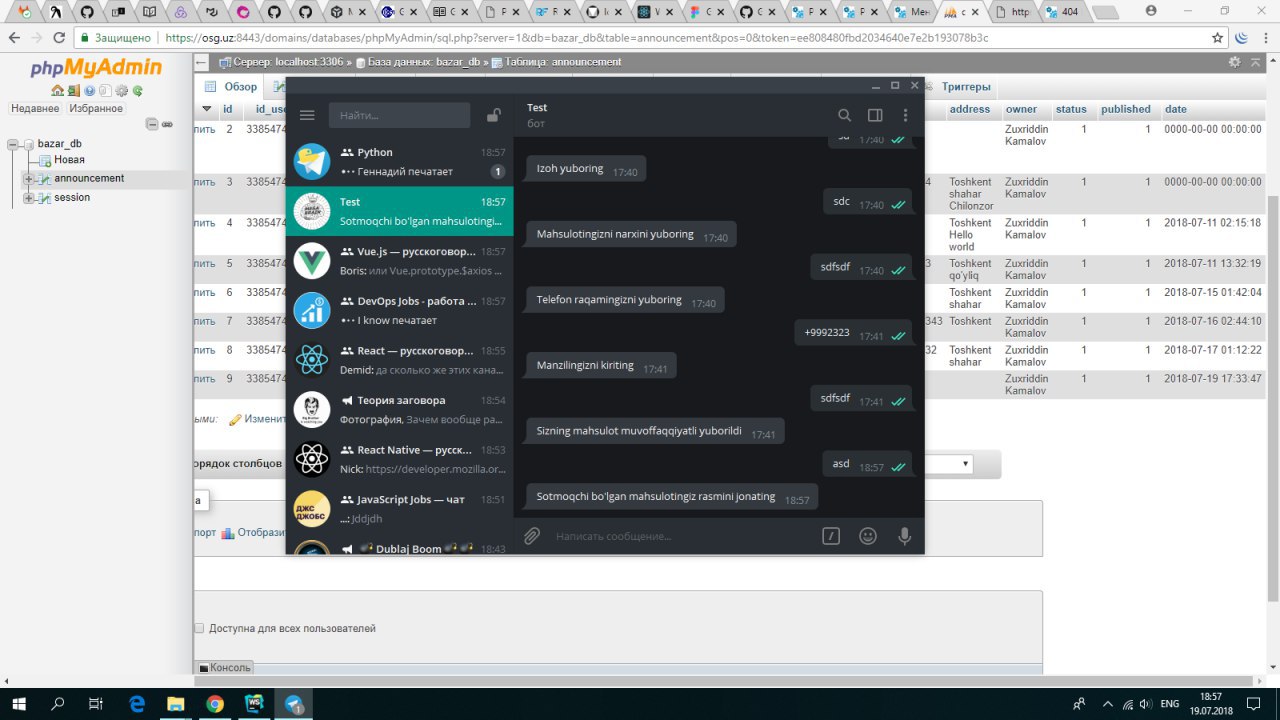 Защищено
https://osg.uz:8443/domains/databases/phpMyAdmin/sql.php?server=1&db=bazar_db&table=announcement&pos=0&token=ee808480fbd2034640e7e2b193078b3c
404
phpMyAdmin
Недавнее
Избранное
bazar_db
Новая
announcement
session
Сервер: localhost:3306 » База данных: bazar_db » Таблица: announcement
Обзор
Триггеры
id
id_use
address
owner
status
published
date
2
3385474
Zuxriddin
Kamalov
1
1
0000-00-00 00:00:00
3
3385474
4
Toshkent
shahar
Chilonzor
Zuxriddin
Kamalov
1
1
0000-00-00 00:00:00
4
3385474
Toshkent
Hello
world
Zuxriddin
Kamalov
1
1
2018-07-11 02:15:18
5
3385474
3
Toshkent
qo'yliq
Zuxriddin
Kamalov
1
1
2018-07-11 13:32:19
6
3385474
Toshkent
shahar
Zuxriddin
Kamalov
1
1
2018-07-15 01:42:04
7
3385474
343
Toshkent
Zuxriddin
Kamalov
1
1
2018-07-16 02:44:10
8
3385474
32
Toshkent
shahar
Zuxriddin
Kamalov
1
1
2018-07-17 01:12:22
9
3385474
Zuxriddin
Kamalov
1
1
2018-07-19 17:33:47
ыми:
Изменит
орядок столбцов
а
порт
Отобрази
Доступна для всех пользователей
Консоль
Найти...
Python
18:57
Геннадий печатает
1
Test
18:57
Sotmoqchi bo'lgan mahsulotingi...
Vue.js — русскоговор...
18:57
Boris: или Vue.prototype.$axios ...
DevOps Jobs - работа ...
18:57
I know печатает
React — русскоговор...
18:55
Demid: да сколько же этих кана...
Теория заговора
18:54
Фотография, Зачем вообще ра...
React Native — русск...
18:53
Nick: https://developer.mozilla.or...
JavaScript Jobs — чат
18:51
...: Jddjdh
Dublaj Boom
18:43
Test
бот
17:40
Izoh yuboring 17:40
sdc 17:40
Mahsulotingizni narxini yuboring 17:40
sdfsdf 17:40
Telefon raqamingizni yuboring 17:40
+9992323 17:41
Manzilingizni kiriting 17:41
sdfsdf 17:41
Sizning mahsulot muvoffaqqiyatli yuborildi 17:41
asd 18:57
Sotmoqchi bo'lgan mahsulotingiz rasmini jonating 18:57
Написать сообщение...
ENG
18:57
19.07.2018